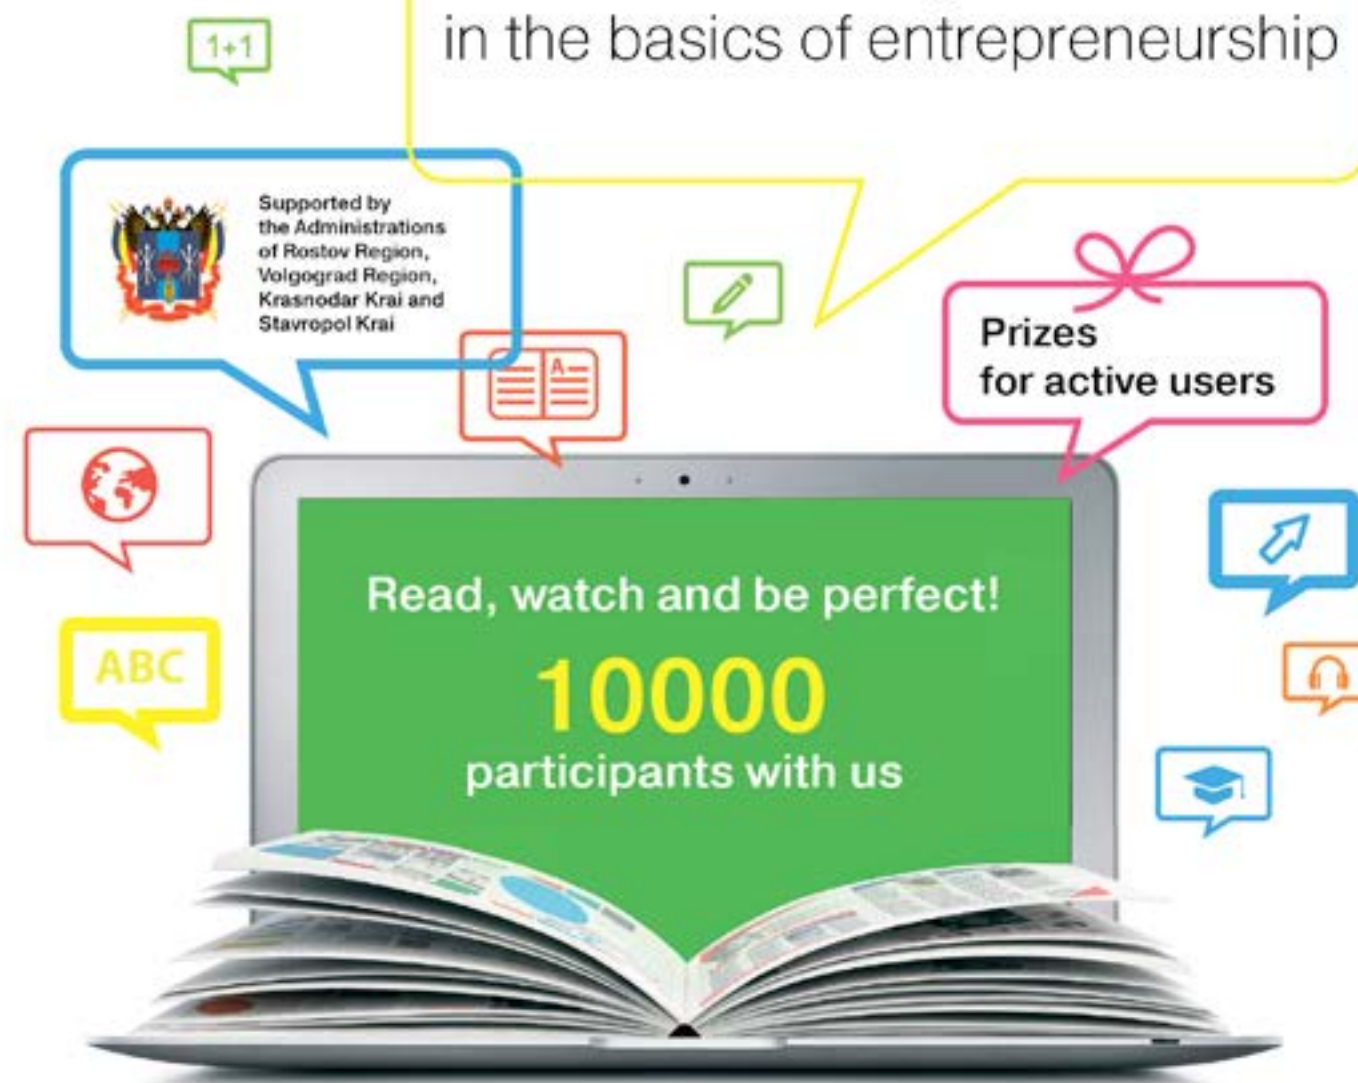 in the basics of entrepreneurship
1+1
Supported by
the Administrations
of Rostov Region,
Volgograd Region,
Krasnodar Krai and
Stavropol Krai
Prizes
for active users
A
Read, watch and be perfect!
ABC
10000
participants with us